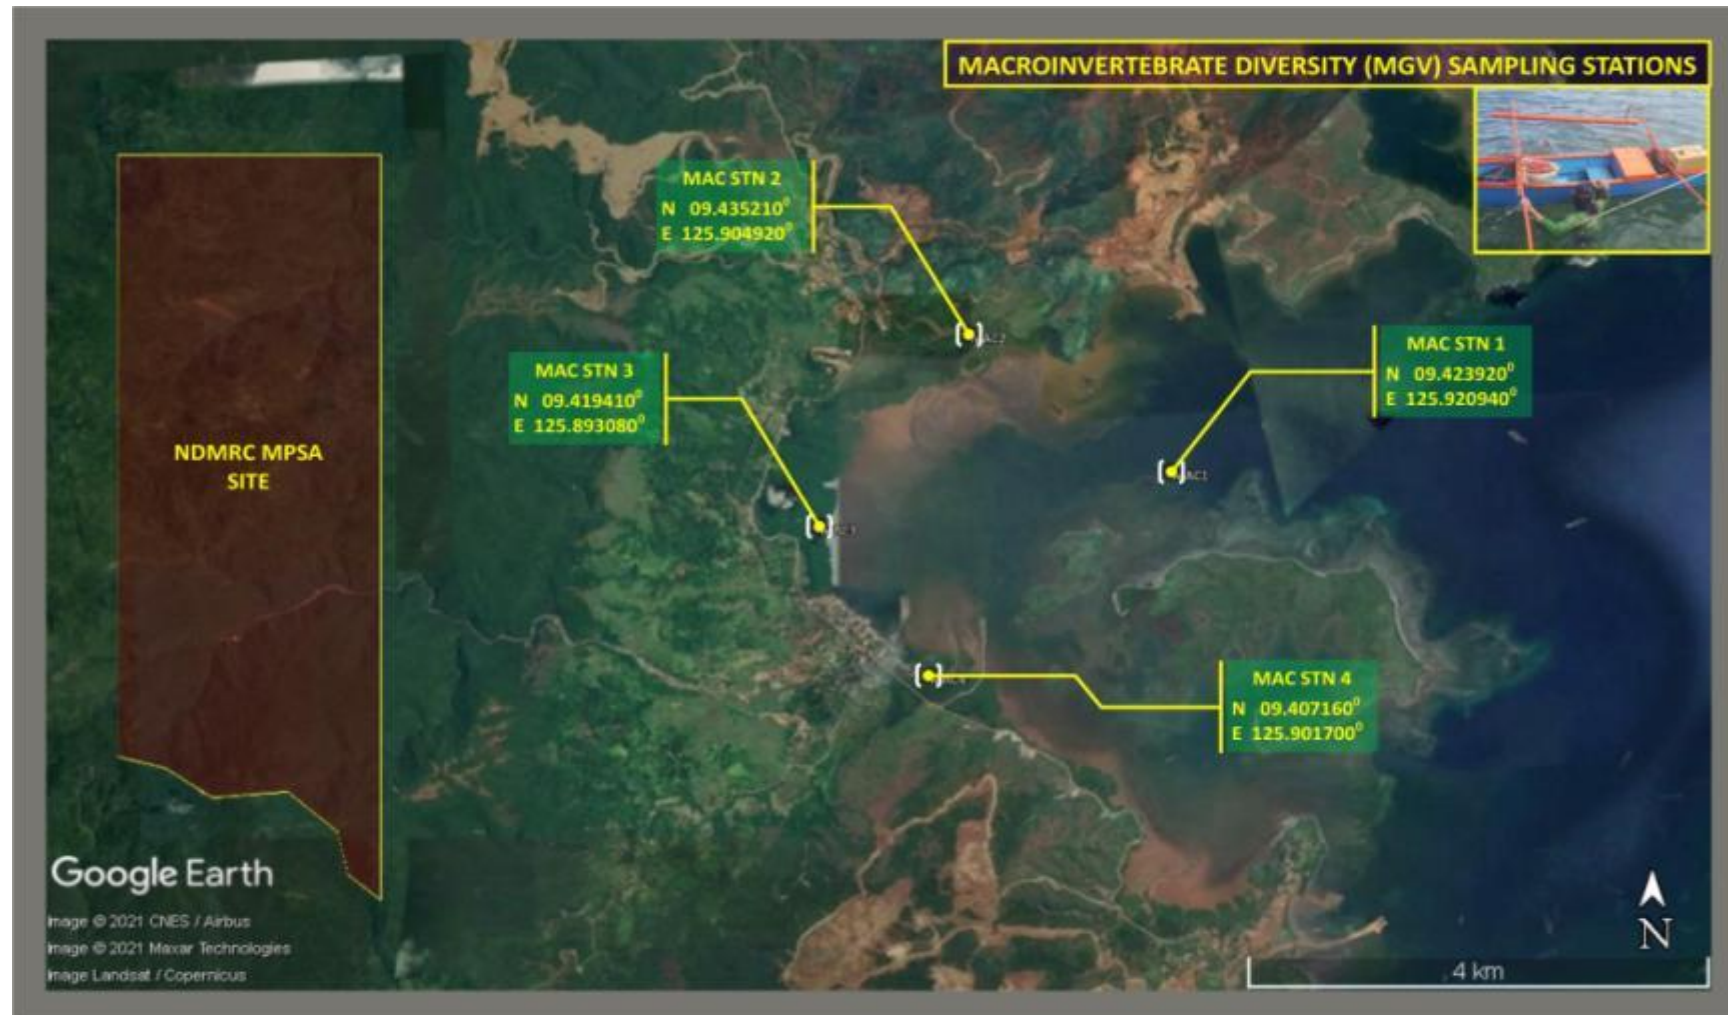 MACROINVERTEBRATE DIVERSITY (MGV) SAMPLING STATIONS
MAC STN 2
N 09.435210⁰
E 125.904920⁰
MAC STN 1
N 09.423920⁰
E 125.920940⁰
MAC STN 3
N 09.419410⁰
E 125.893080⁰
NDMRC MPSA
SITE
MAC STN 4
N 09.407160⁰
E 125.901700⁰
Google Earth
Image © 2021 CNES / Airbus
Image © 2021 Maxar Technologies
Image Landsat / Copernicus
N
4 km